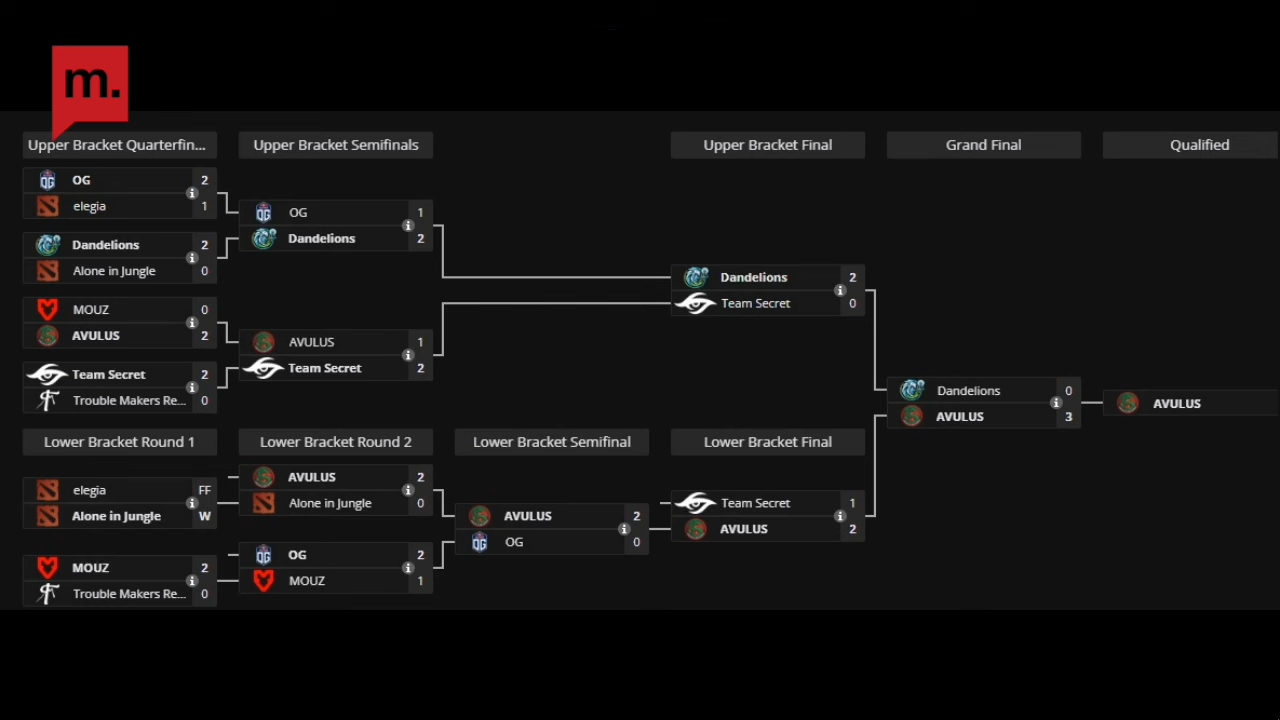 m.
Upper Bracket Quarterfin...
Upper Bracket Semifinals
Upper Bracket Final
Grand Final
Qualified
OG 2
elegia 1
Dandelions 2
Alone in Jungle 0
MOUZ 0
AVULUS 2
Team Secret 2
Trouble Makers Re... 0
OG 1
Dandelions 2
AVULUS 1
Team Secret 2
Dandelions 2
Team Secret 0
Dandelions 0
AVULUS 3
AVULUS
Lower Bracket Round 1
Lower Bracket Round 2
Lower Bracket Semifinal
Lower Bracket Final
elegia FF
Alone in Jungle W
MOUZ 2
Trouble Makers Re... 0
AVULUS 2
Alone in Jungle 0
OG 2
MOUZ 1
AVULUS 2
OG 0
Team Secret 1
AVULUS 2